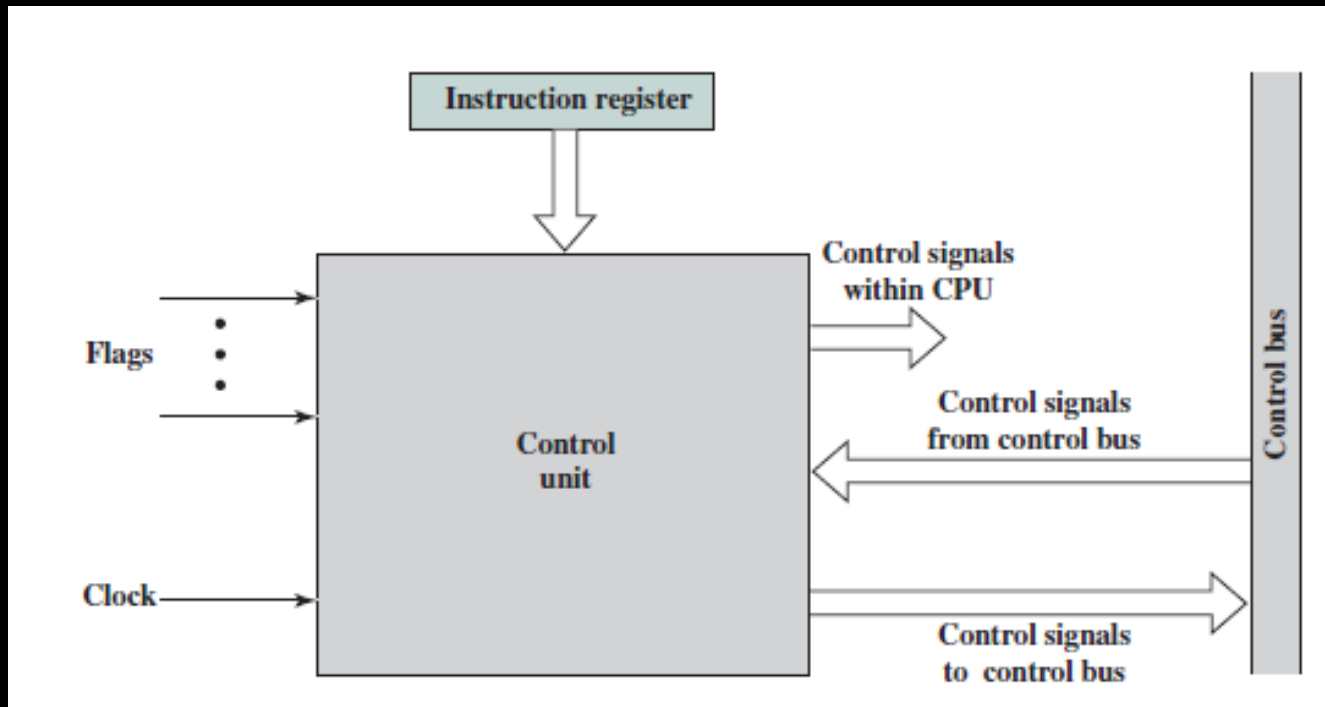 Instruction register
Control signals
within CPU
Flags
Control signals
from control bus
Control bus
Control
unit
Clock
Control signals
to control bus